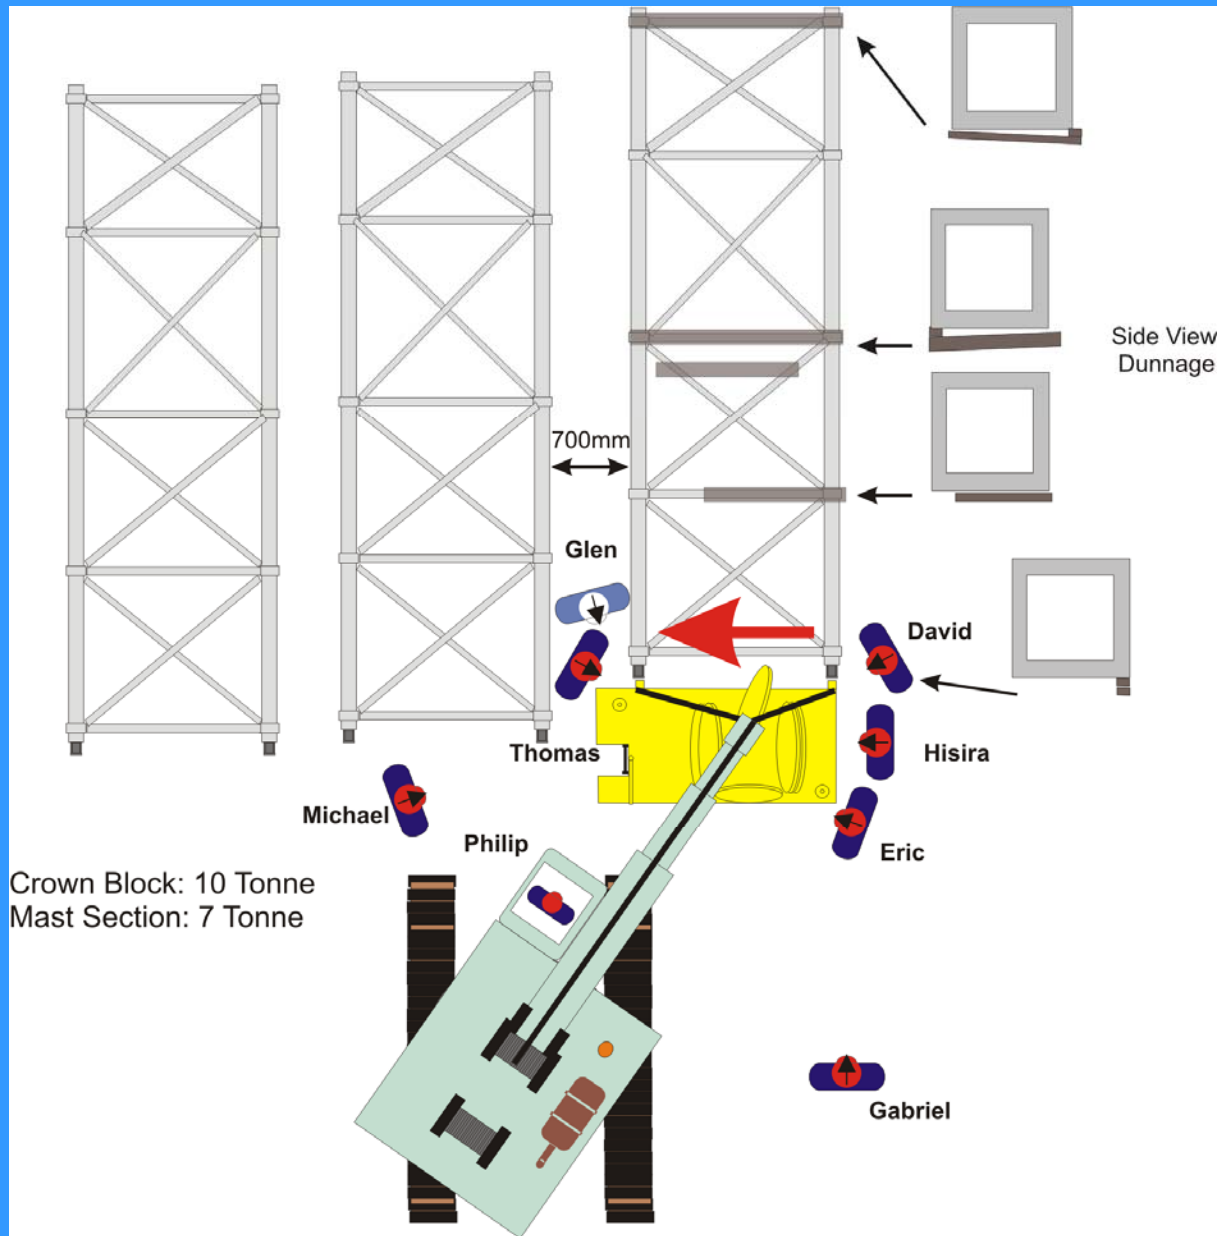 Side View
Dunnage
700mm
Glen
David
Thomas
Hisira
Michael
Philip
Eric
Crown Block: 10 Tonne
Mast Section: 7 Tonne
Gabriel